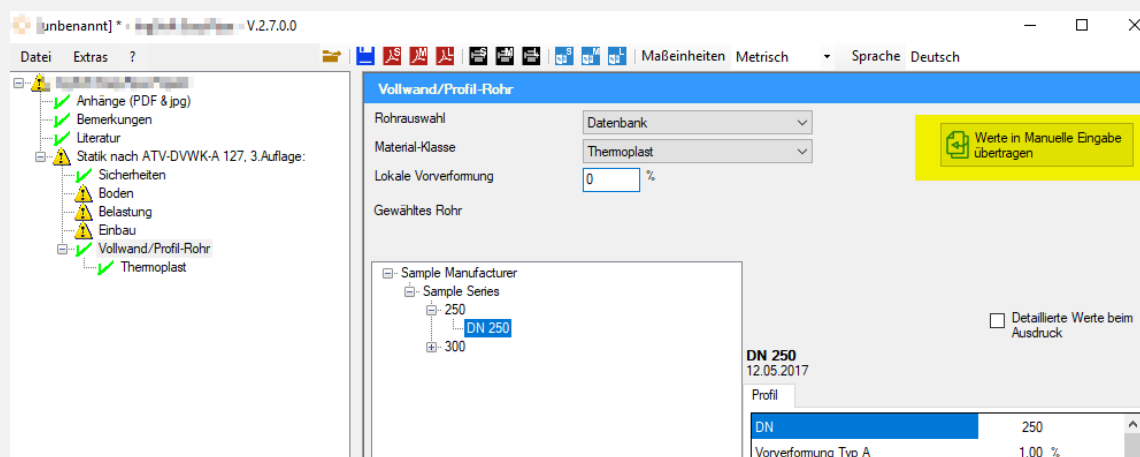 [unbenannt] * - V.2.7.0.0
Datei Extras ? Maßeinheiten Metrisch Sprache Deutsch
Anhänge (PDF & jpg)
Bemerkungen
Literatur
Statik nach ATV-DVWK-A 127, 3.Auflage:
Sicherheiten
Boden
Belastung
Einbau
Vollwand/Profil-Rohr
Thermoplast
Vollwand/Profil-Rohr
Rohrauswahl Datenbank
Material-Klasse Thermoplast
Lokale Vorverformung 0 %
Gewähltes Rohr
Werte in Manuelle Eingabe
übertragen
Sample Manufacturer
Sample Series
250
DN 250
300
Detaillierte Werte beim
Ausdruck
DN 250
12.05.2017
Profil
DN 250
Vorverformung Typ A 1.00 %